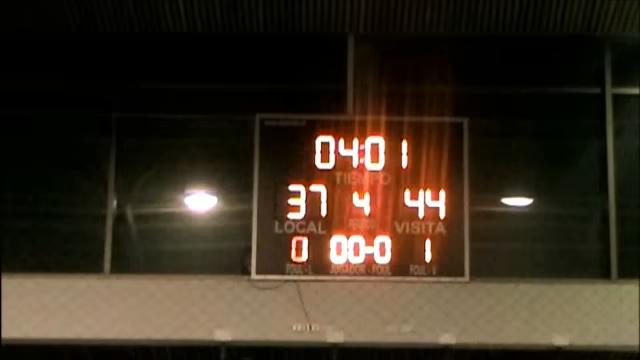 04:01
TIEMPO
37 4 44
LOCAL VISITA
0 00-0 1
FOUL-L JUGADOR-FOUL FOUL-V